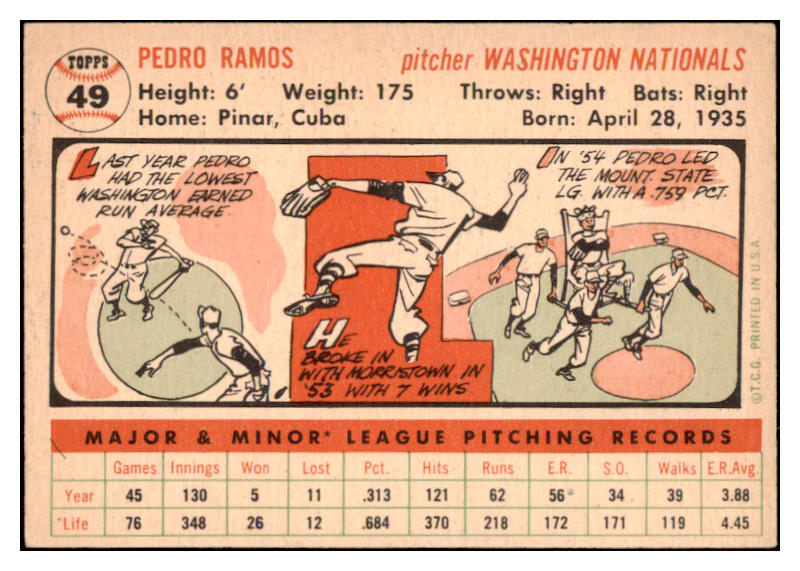 TOPPS
49
PEDRO RAMOS
pitcher WASHINGTON NATIONALS
Height: 6' Weight: 175 Throws: Right Bats: Right
Home: Pinar, Cuba Born: April 28, 1935
LAST YEAR PEDRO
HAD THE LOWEST
WASHINGTON EARNED
RUN AVERAGE.
HE
BROKE IN
WITH MORRISTOWN IN
'53 WITH 7 WINS
IN '54 PEDRO LED
THE MOUNT. STATE
LG. WITH A .759 PCT.
©T.C.G. PRINTED IN U.S.A.
MAJOR & MINOR* LEAGUE PITCHING RECORDS
Games Innings Won Lost Pct. Hits Runs E.R. S.O. Walks E.R.Avg.
Year 45 130 5 11 .313 121 62 56 34 39 3.88
*Life 76 348 26 12 .684 370 218 172 171 119 4.45